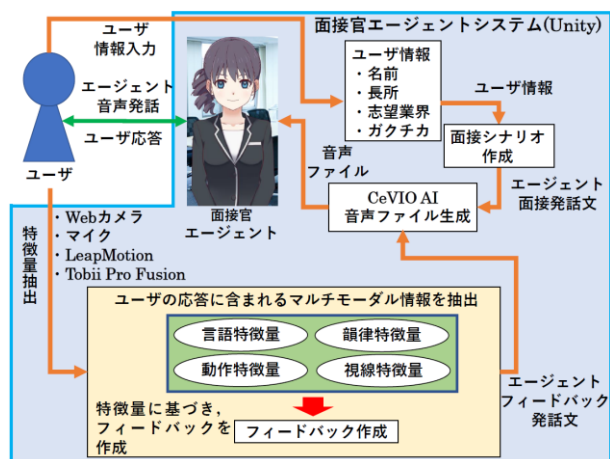 面接官エージェントシステム(Unity)
ユーザ
情報入力
エージェント
音声発話
ユーザ応答
ユーザ
面接官
エージェント
ユーザ情報
・名前
・長所
・志望業界
・ガクチカ
ユーザ情報
面接シナリオ
作成
エージェント
面接発話文
音声
ファイル
CeVIO AI
音声ファイル生成
特徴量抽出
・Webカメラ
・マイク
・LeapMotion
・Tobii Pro Fusion
ユーザの応答に含まれるマルチモーダル情報を抽出
言語特徴量
韻律特徴量
動作特徴量
視線特徴量
特徴量に基づき,
フィードバックを
作成
フィードバック作成
エージェント
フィードバック
発話文